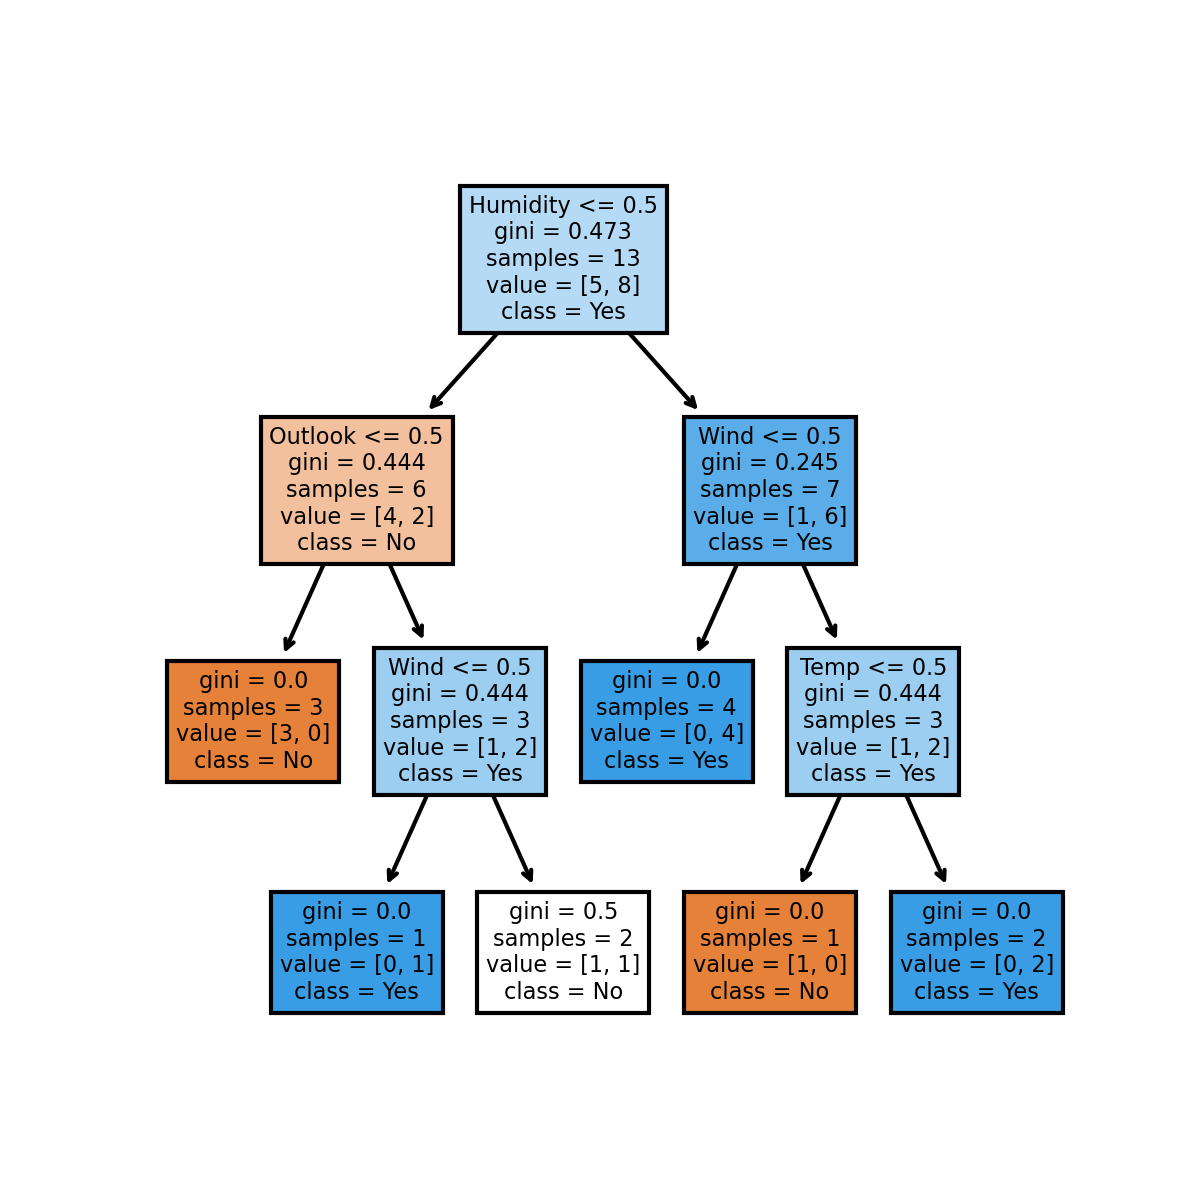 Humidity <= 0.5
gini = 0.473
samples = 13
value = [5, 8]
class = Yes
Outlook <= 0.5
gini = 0.444
samples = 6
value = [4, 2]
class = No
Wind <= 0.5
gini = 0.245
samples = 7
value = [1, 6]
class = Yes
gini = 0.0
samples = 3
value = [3, 0]
class = No
Wind <= 0.5
gini = 0.444
samples = 3
value = [1, 2]
class = Yes
gini = 0.0
samples = 4
value = [0, 4]
class = Yes
Temp <= 0.5
gini = 0.444
samples = 3
value = [1, 2]
class = Yes
gini = 0.0
samples = 1
value = [0, 1]
class = Yes
gini = 0.5
samples = 2
value = [1, 1]
class = No
gini = 0.0
samples = 1
value = [1, 0]
class = No
gini = 0.0
samples = 2
value = [0, 2]
class = Yes